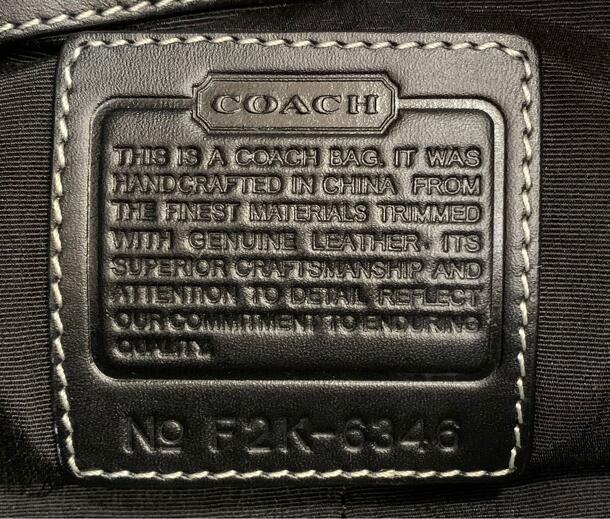 COACH
THIS IS A COACH BAG. IT WAS
HANDCRAFTED IN CHINA FROM
THE FINEST MATERIALS TRIMMED
WITH GENUINE LEATHER. ITS
SUPERIOR CRAFTSMANSHIP AND
ATTENTION TO DETAIL REFLECT
OUR COMMITMENT TO ENDURING
QUALITY.
No F2K-6346